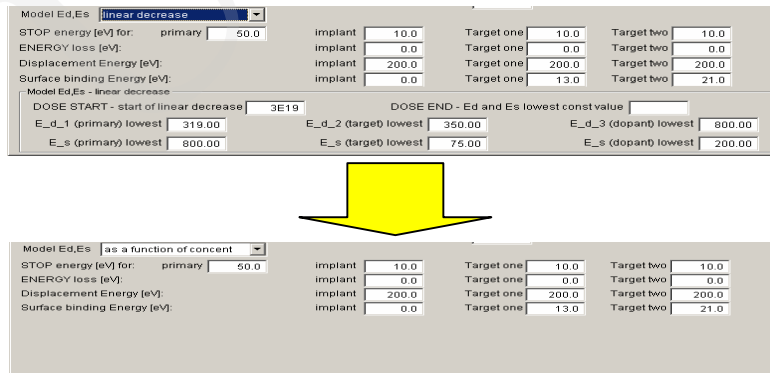 Model Ed,Es linear decrease
STOP energy [eV] for: primary 50.0 implant 10.0 Target one 10.0 Target two 10.0
ENERGY loss [eV]: implant 0.0 Target one 0.0 Target two 0.0
Displacement Energy [eV]: implant 200.0 Target one 200.0 Target two 200.0
Surface binding Energy [eV]: implant 0.0 Target one 13.0 Target two 21.0
Model Ed,Es - linear decrease
DOSE START - start of linear decrease 3E19 DOSE END - Ed and Es lowest const value
E_d_1 (primary) lowest 319.00 E_d_2 (target) lowest 350.00 E_d_3 (dopant) lowest 800.00
E_s (primary) lowest 800.00 E_s (target) lowest 75.00 E_s (dopant) lowest 200.00
Model Ed,Es as a function of concent
STOP energy [eV] for: primary 50.0 implant 10.0 Target one 10.0 Target two 10.0
ENERGY loss [eV]: implant 0.0 Target one 0.0 Target two 0.0
Displacement Energy [eV]: implant 200.0 Target one 200.0 Target two 200.0
Surface binding Energy [eV]: implant 0.0 Target one 13.0 Target two 21.0